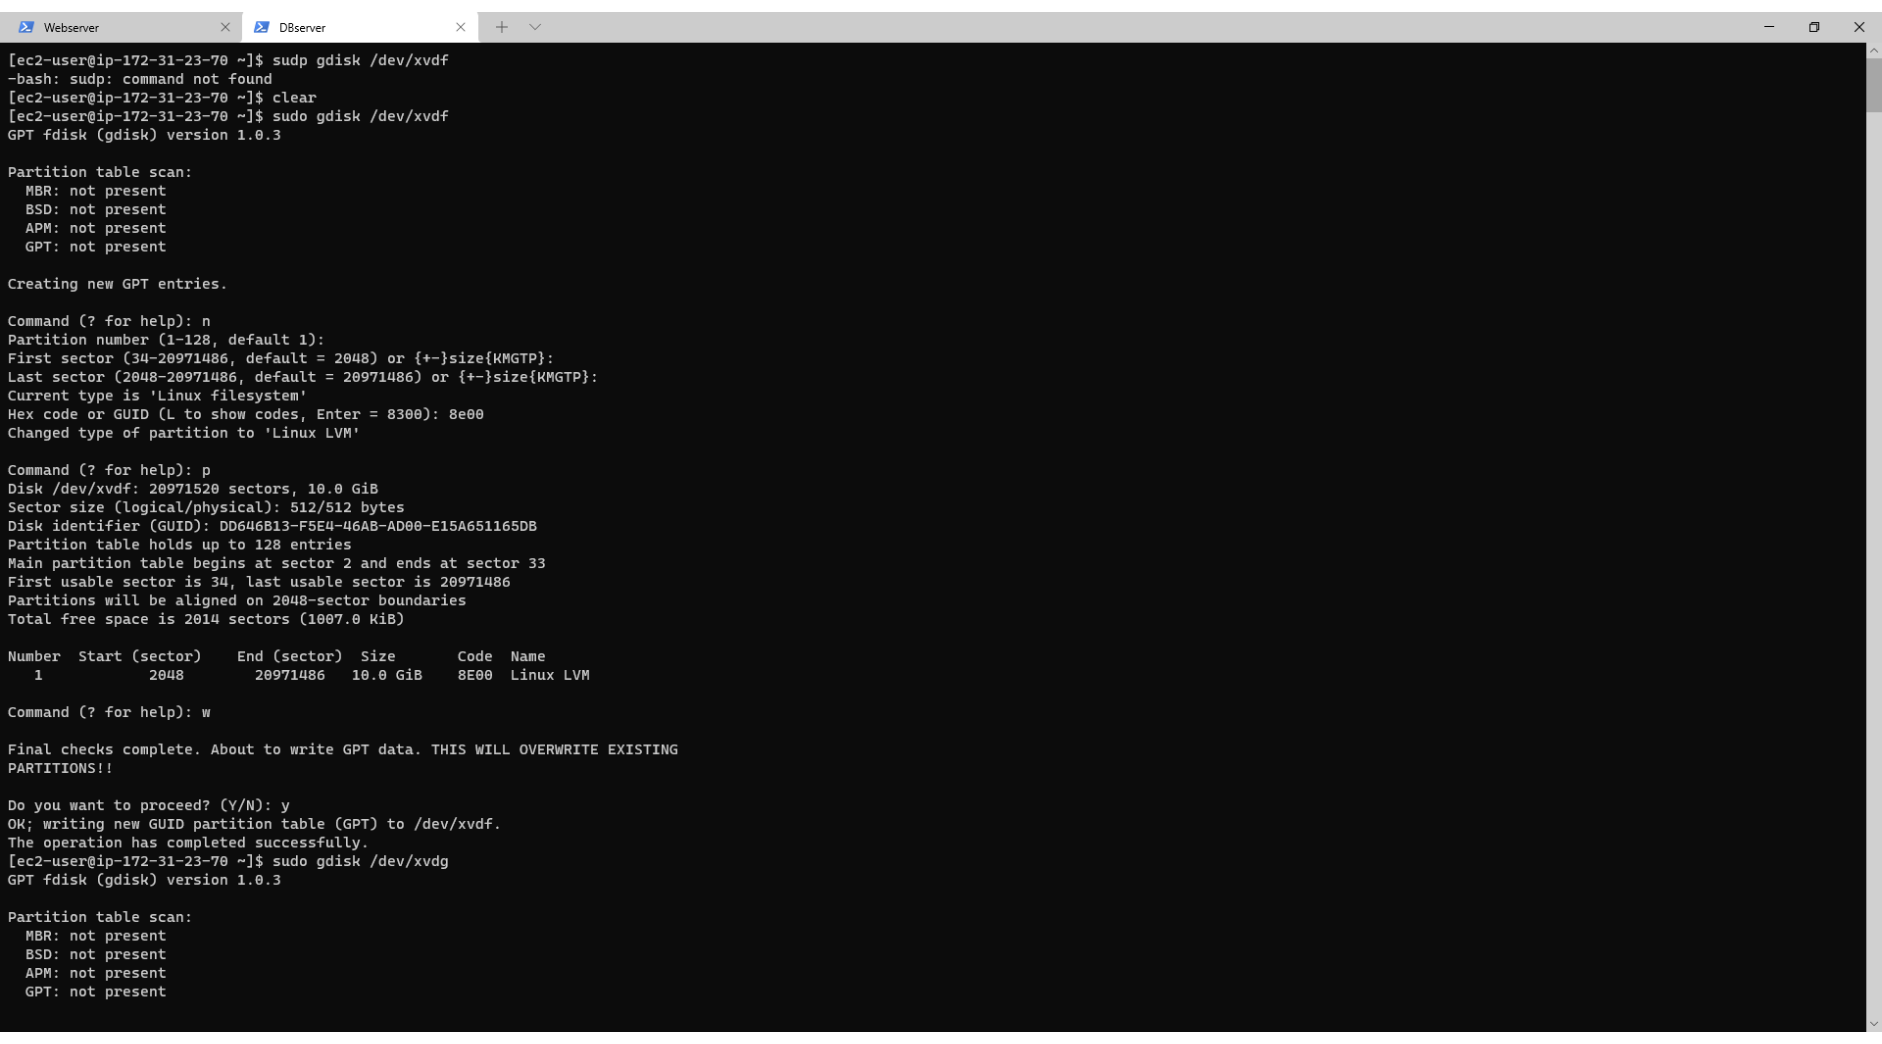 Webserver
DBserver
[ec2-user@ip-172-31-23-70 ~]$ sudp gdisk /dev/xvdf
-bash: sudp: command not found
[ec2-user@ip-172-31-23-70 ~]$ clear
[ec2-user@ip-172-31-23-70 ~]$ sudo gdisk /dev/xvdf
GPT fdisk (gdisk) version 1.0.3
Partition table scan:
MBR: not present
BSD: not present
APM: not present
GPT: not present
Creating new GPT entries.
Command (? for help): n
Partition number (1-128, default 1):
First sector (34-20971486, default = 2048) or {+-}size{KMGTP}:
Last sector (2048-20971486, default = 20971486) or {+-}size{KMGTP}:
Current type is 'Linux filesystem'
Hex code or GUID (L to show codes, Enter = 8300): 8e00
Changed type of partition to 'Linux LVM'
Command (? for help): p
Disk /dev/xvdf: 20971520 sectors, 10.0 GiB
Sector size (logical/physical): 512/512 bytes
Disk identifier (GUID): DD646B13-F5E4-46AB-AD00-E15A651165DB
Partition table holds up to 128 entries
Main partition table begins at sector 2 and ends at sector 33
First usable sector is 34, last usable sector is 20971486
Partitions will be aligned on 2048-sector boundaries
Total free space is 2014 sectors (1007.0 KiB)
Number  Start (sector)    End (sector)  Size       Code  Name
1            2048        20971486   10.0 GiB    8E00  Linux LVM
Command (? for help): w
Final checks complete. About to write GPT data. THIS WILL OVERWRITE EXISTING
PARTITIONS!!
Do you want to proceed? (Y/N): y
OK; writing new GUID partition table (GPT) to /dev/xvdf.
The operation has completed successfully.
[ec2-user@ip-172-31-23-70 ~]$ sudo gdisk /dev/xvdg
GPT fdisk (gdisk) version 1.0.3
Partition table scan:
MBR: not present
BSD: not present
APM: not present
GPT: not present